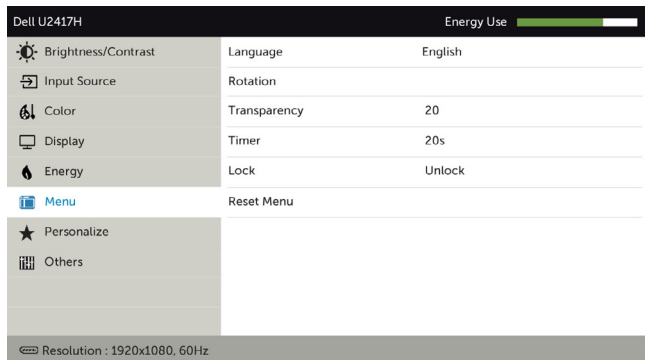 Dell U2417H Energy Use
Brightness/Contrast Language English
Input Source Rotation
Color Transparency 20
Display Timer 20s
Energy Lock Unlock
Menu Reset Menu
Personalize
Others
Resolution : 1920x1080, 60Hz